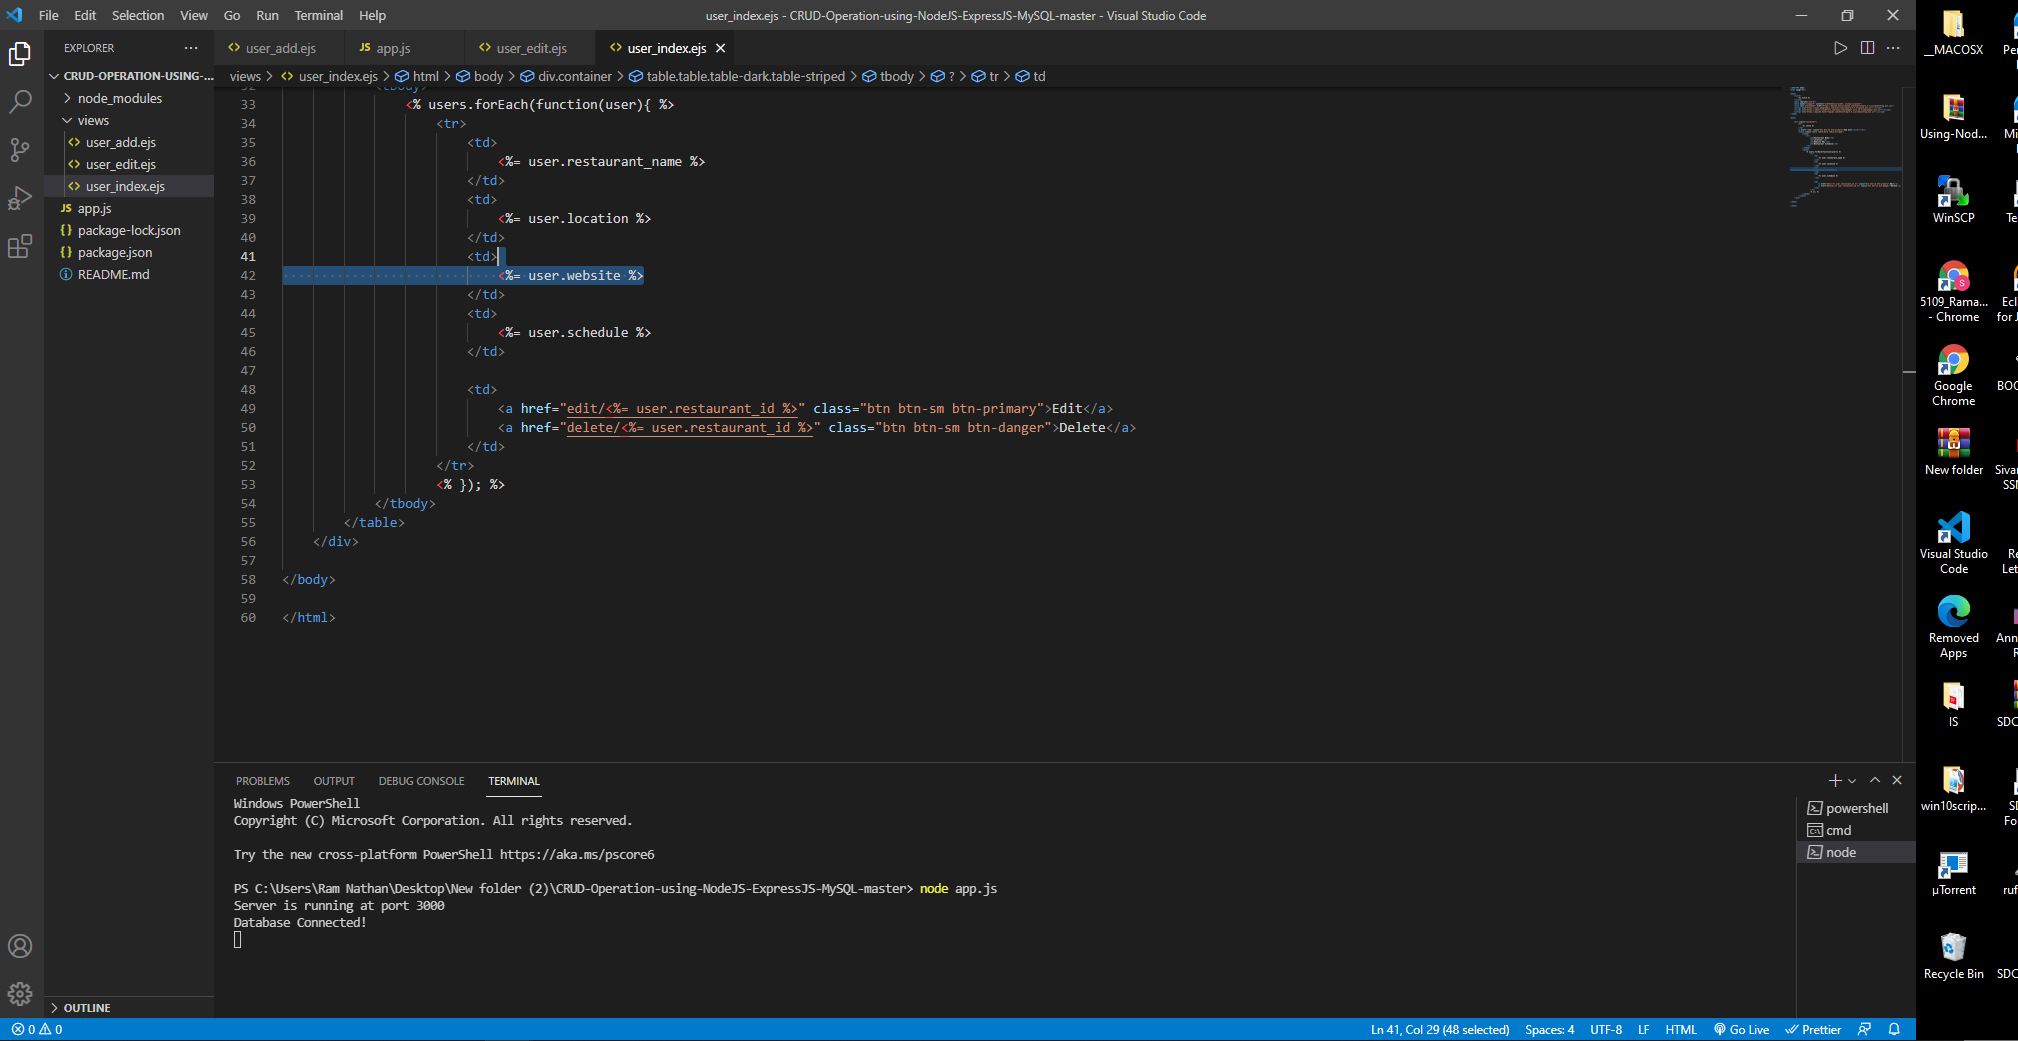 File Edit Selection View Go Run Terminal Help
user_index.ejs - CRUD-Operation-using-NodeJS-ExpressJS-MySQL-master - Visual Studio Code
EXPLORER
CRUD-OPERATION-USING-...
node_modules
views
user_add.ejs
user_edit.ejs
user_index.ejs
JS app.js
{} package-lock.json
{} package.json
README.md
OUTLINE
user_add.ejs JS app.js user_edit.ejs user_index.ejs
views > user_index.ejs > html > body > div.container > table.table.table-dark.table-striped > tbody > ? > tr > td
33 <% users.forEach(function(user){ %>
34 <tr>
35 <td>
36 <%= user.restaurant_name %>
37 </td>
38 <td>
39 <%= user.location %>
40 </td>
41 <td>
42 <%= user.website %>
43 </td>
44 <td>
45 <%= user.schedule %>
46 </td>
47
48 <td>
49 <a href="edit/<%= user.restaurant_id %>" class="btn btn-sm btn-primary">Edit</a>
50 <a href="delete/<%= user.restaurant_id %>" class="btn btn-sm btn-danger">Delete</a>
51 </td>
52 </tr>
53 <% }); %>
54 </tbody>
55 </table>
56 </div>
57
58 </body>
59
60 </html>
PROBLEMS OUTPUT DEBUG CONSOLE TERMINAL
Windows PowerShell
Copyright (C) Microsoft Corporation. All rights reserved.
Try the new cross-platform PowerShell https://aka.ms/pscore6
PS C:\Users\Ram Nathan\Desktop\New folder (2)\CRUD-Operation-using-NodeJS-ExpressJS-MySQL-master> node app.js
Server is running at port 3000
Database Connected!
powershell
cmd
node
0 0
Ln 41, Col 29 (48 selected) Spaces: 4 UTF-8 LF HTML Go Live Prettier
__MACOSX
Using-Nod...
WinSCP
5109_Rama...
- Chrome
for
Google
Chrome
New folder
Visual Studio
Code
Removed
Apps
IS
win10scrip...
µTorrent
Recycle Bin